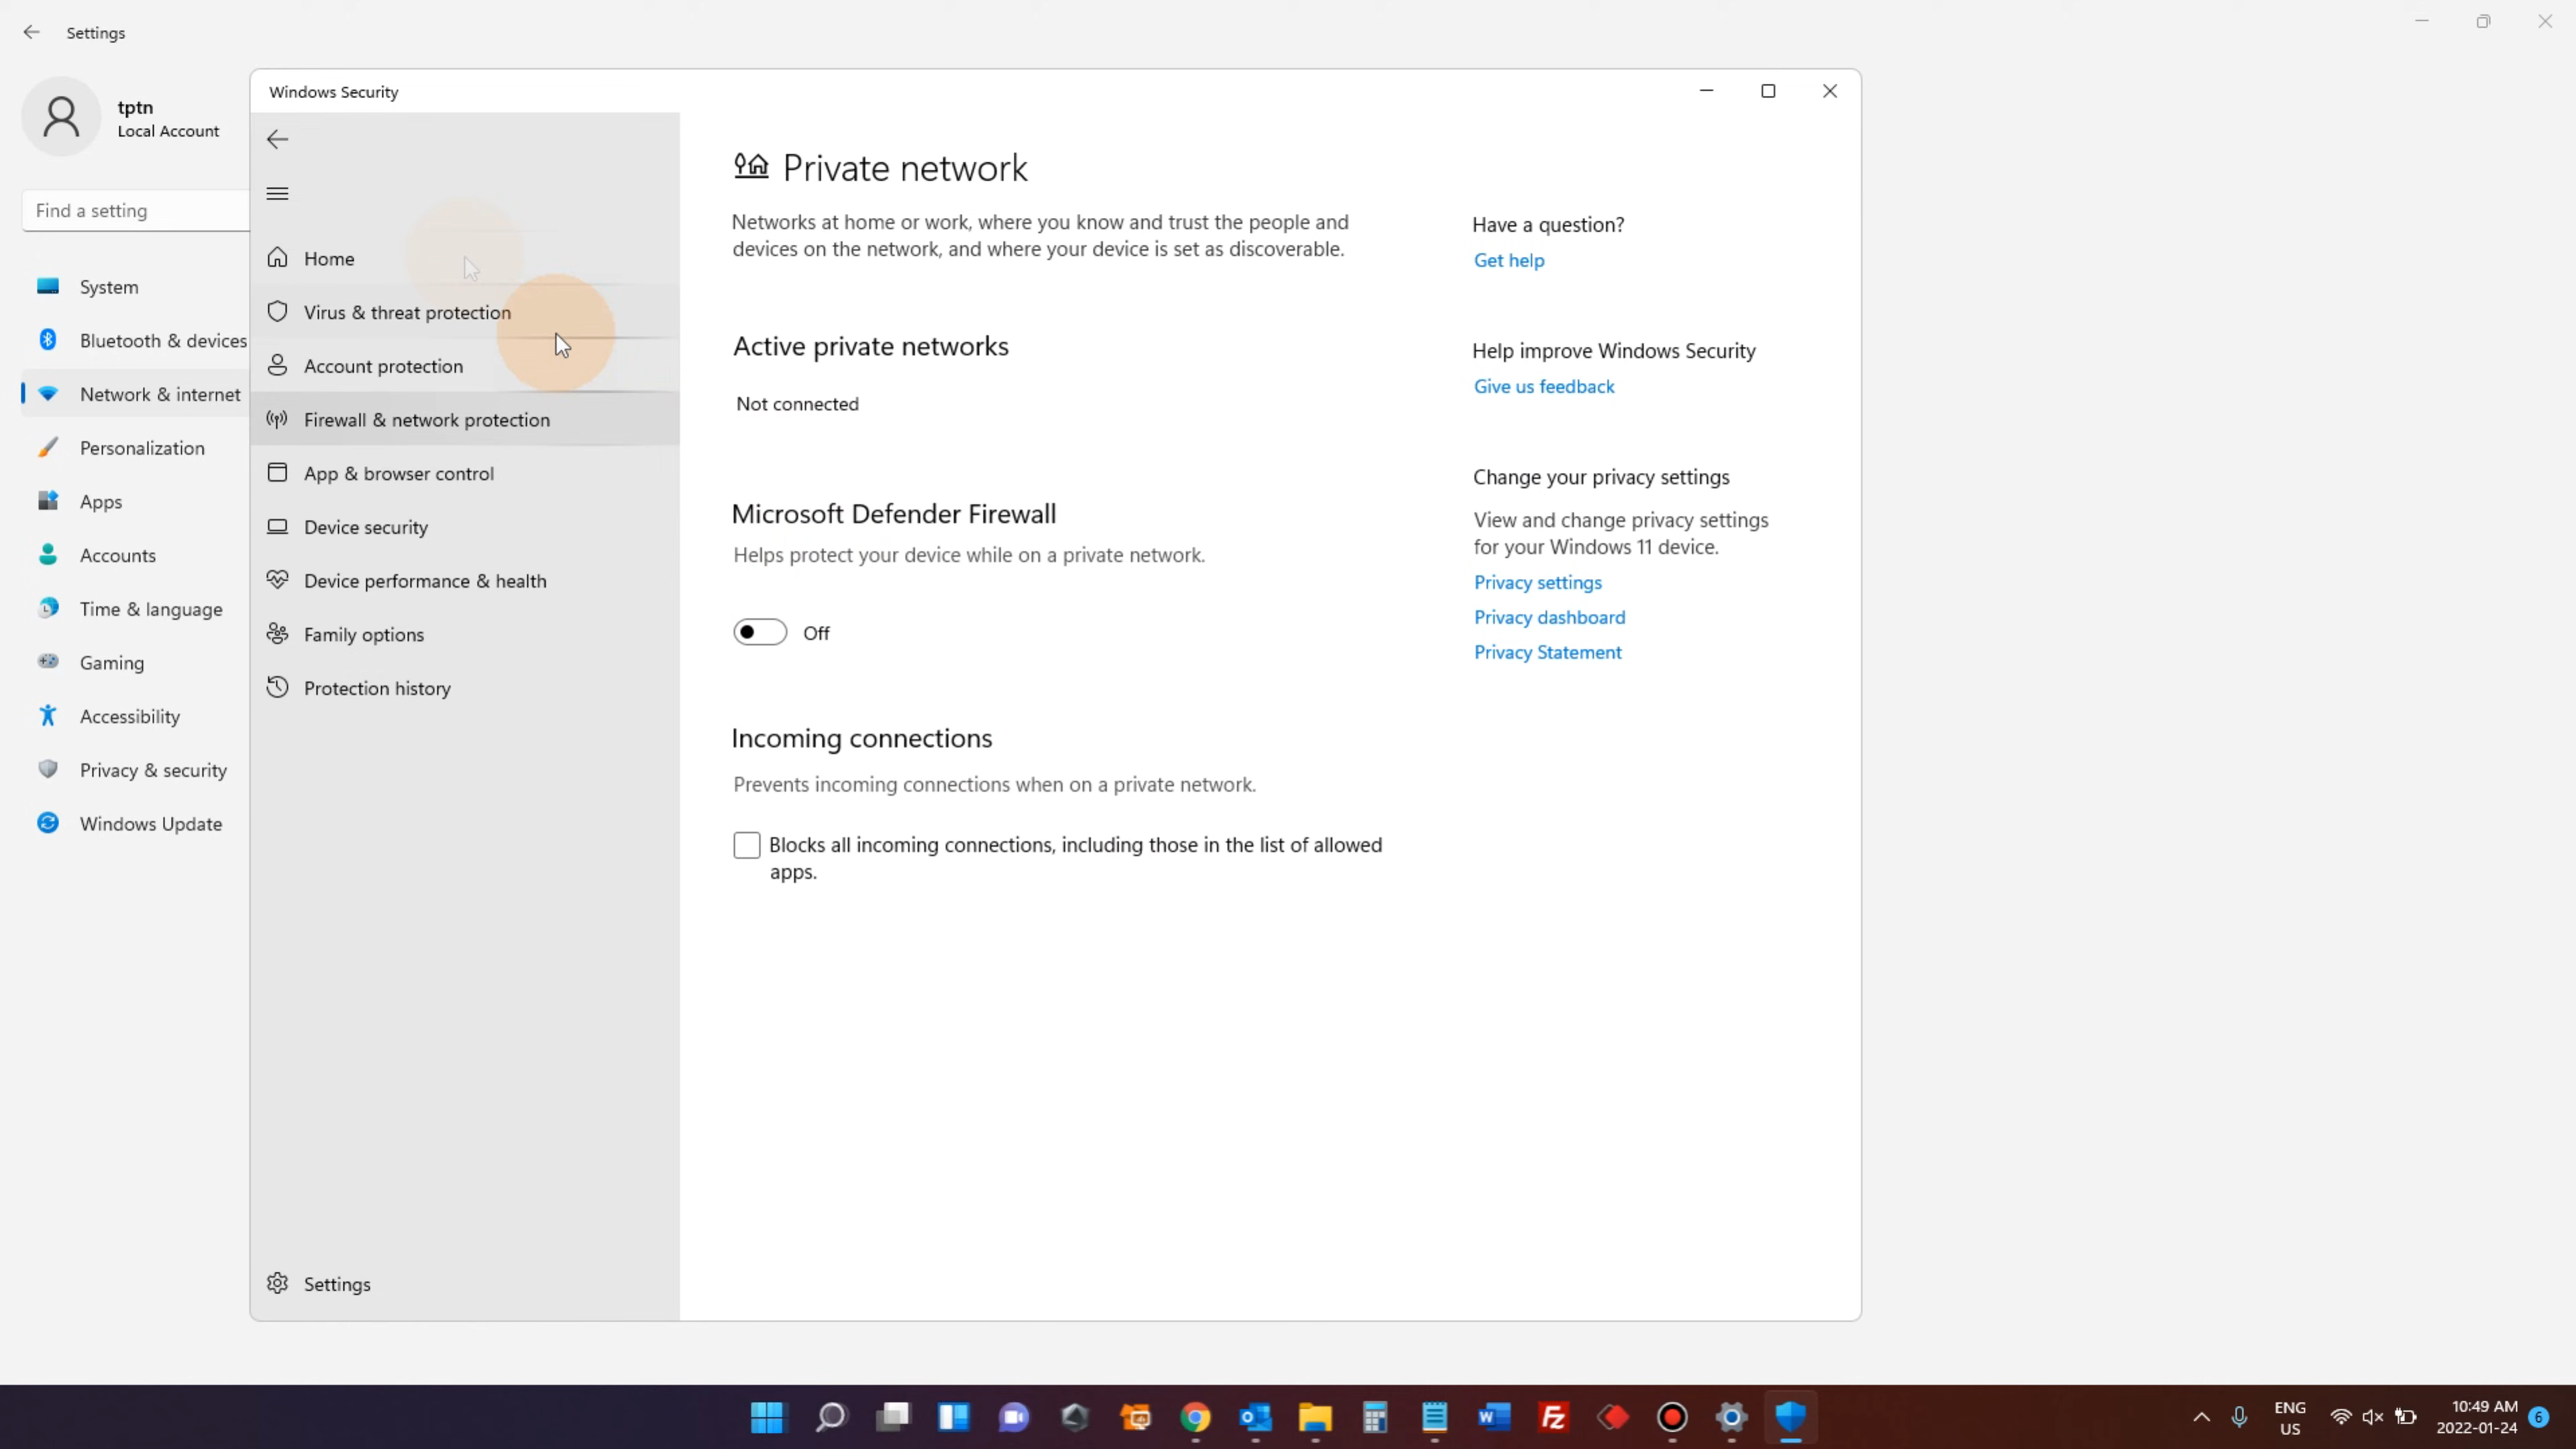 Settings
tptn
Local Account
Find a setting
System
Bluetooth & devices
Network & internet
Personalization
Apps
Accounts
Time & language
Gaming
Accessibility
Privacy & security
Windows Update
Windows Security
Home
Virus & threat protection
Account protection
Firewall & network protection
App & browser control
Device security
Device performance & health
Family options
Protection history
Settings
Private network
Networks at home or work, where you know and trust the people and
devices on the network, and where your device is set as discoverable.
Active private networks
Not connected
Microsoft Defender Firewall
Helps protect your device while on a private network.
Off
Incoming connections
Prevents incoming connections when on a private network.
Blocks all incoming connections, including those in the list of allowed
apps.
Have a question?
Get help
Help improve Windows Security
Give us feedback
Change your privacy settings
View and change privacy settings
for your Windows 11 device.
Privacy settings
Privacy dashboard
Privacy Statement
W
FZ
ENG
US
10:49 AM
2022-01-24
6